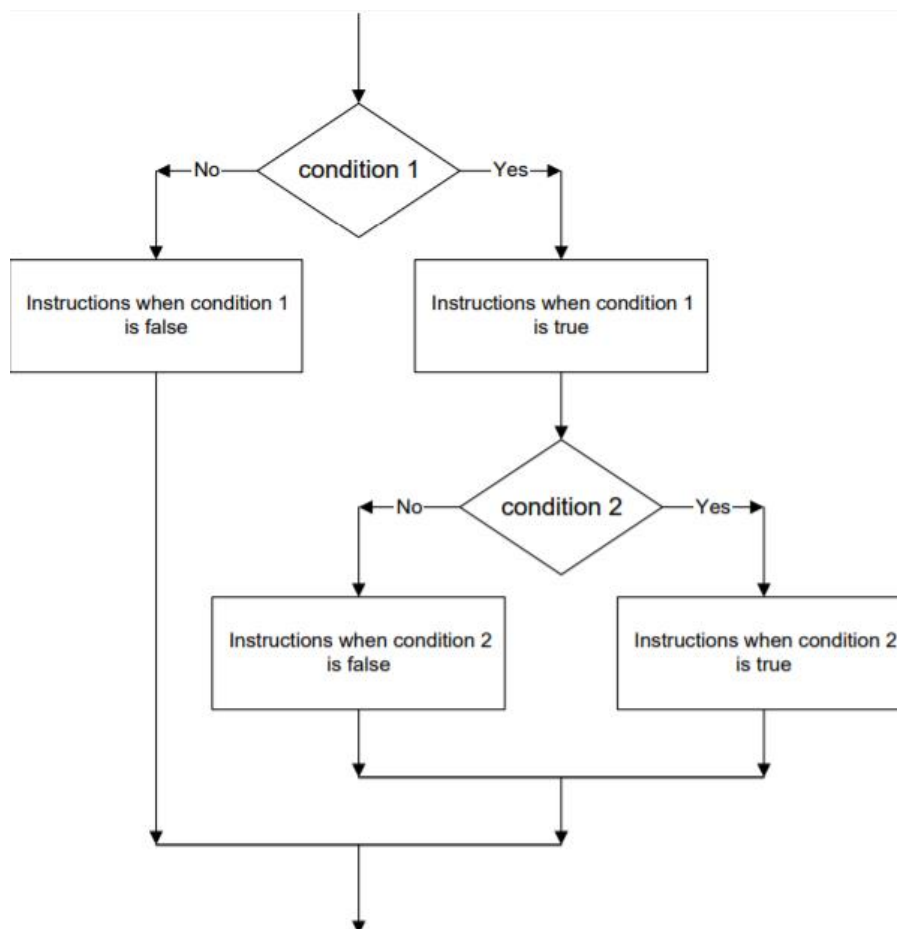 condition 1
No
Yes
Instructions when condition 1
is false
Instructions when condition 1
is true
condition 2
No
Yes
Instructions when condition 2
is false
Instructions when condition 2
is true